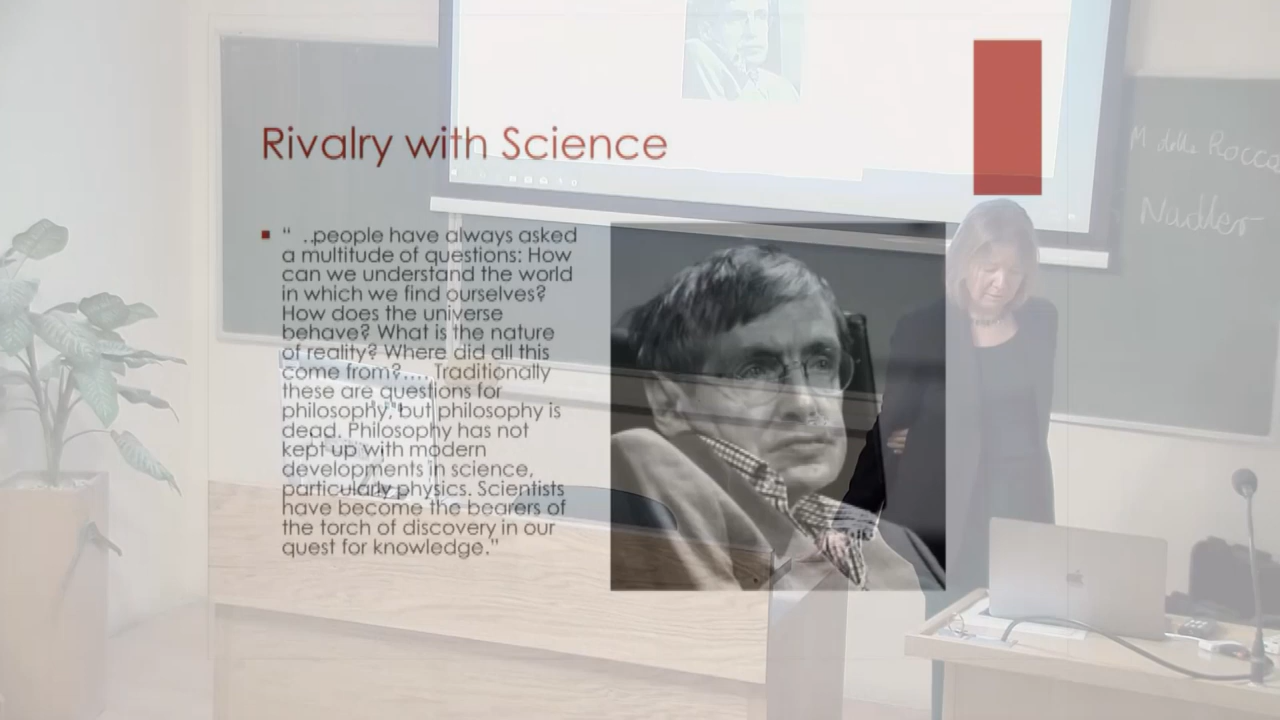 Rivalry with Science
“ ..people have always asked
a multitude of questions: How
can we understand the world
in which we find ourselves?
How does the universe
behave? What is the nature
of reality? Where did all this
come from?.... Traditionally
these are questions for
philosophy, but philosophy is
dead. Philosophy has not
kept up with modern
developments in science,
particularly physics. Scientists
have become the bearers of
the torch of discovery in our
quest for knowledge.”
M. della Rocca
Nudler